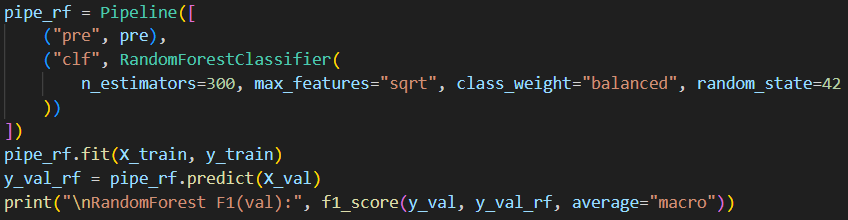 pipe_rf = Pipeline([
    ("pre", pre),
    ("clf", RandomForestClassifier(
        n_estimators=300, max_features="sqrt", class_weight="balanced", random_state=42
    ))
])
pipe_rf.fit(X_train, y_train)
y_val_rf = pipe_rf.predict(X_val)
print("\nRandomForest F1(val):", f1_score(y_val, y_val_rf, average="macro"))